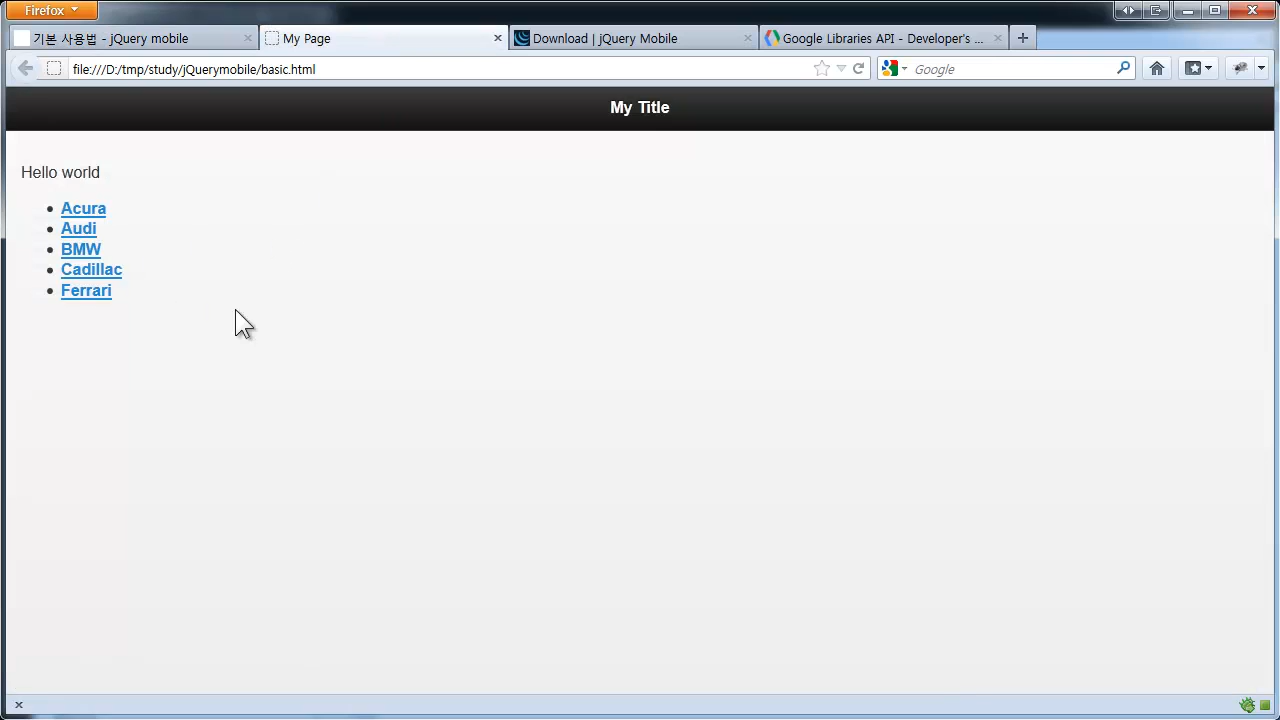 Firefox
기본 사용법 - jQuery mobile
My Page
Download | jQuery Mobile
Google Libraries API - Developer's ...
file:///D:/tmp/study/jQuerymobile/basic.html
Google
My Title
Hello world
Acura
Audi
BMW
Cadillac
Ferrari